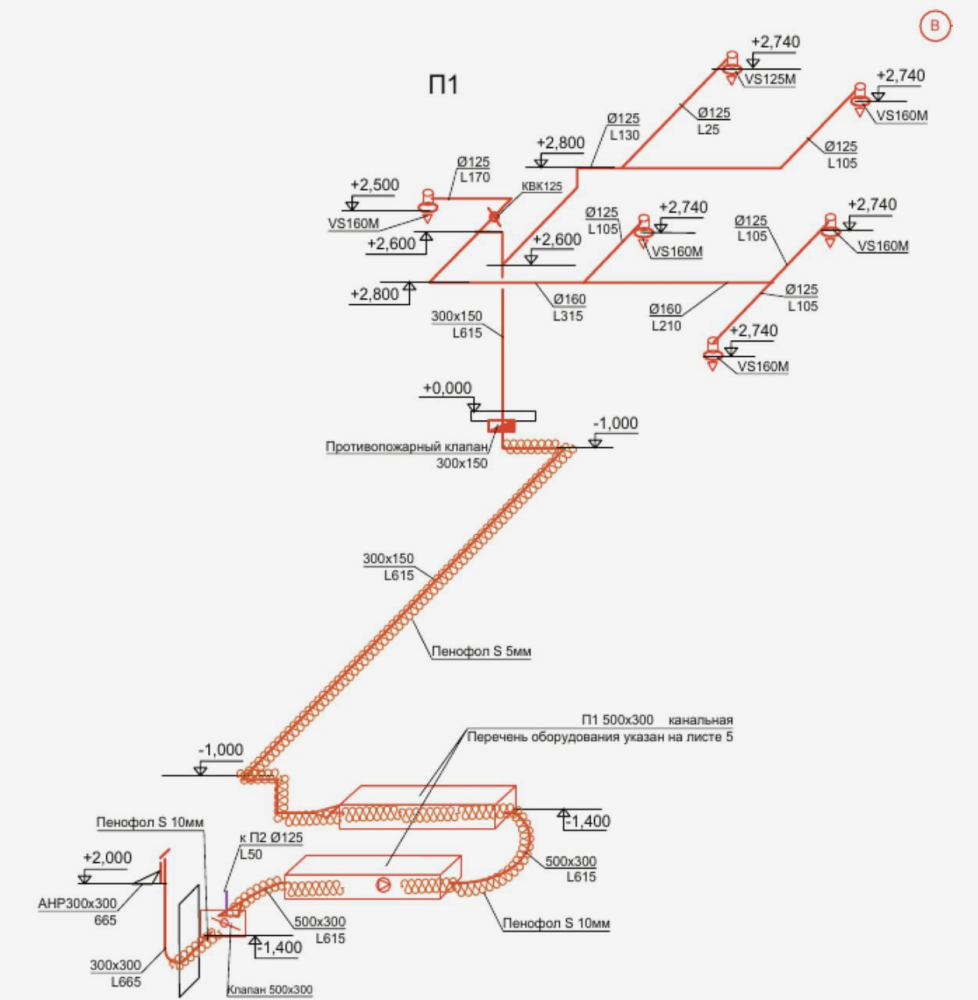 В
+2,740
П1
VS125M
+2,740
VS160M
Ø125
L25
Ø125
L130
+2,800
Ø125
L105
Ø125
L170
КВК125
+2,500
VS160M
+2,600
Ø125
L105
+2,740
VS160M
Ø125
L105
+2,740
VS160M
+2,600
+2,800
Ø160
L315
Ø160
L210
Ø125
L105
300x150
L615
+2,740
VS160M
+0,000
Противопожарный клапан
300x150
-1,000
300x150
L615
Пенофол S 5мм
П1 500x300 канальная
Перечень оборудования указан на листе 5
-1,000
Пенофол S 10мм
-1,400
к П2 Ø125
L50
+2,000
500x300
L615
АНР300x300
665
500x300
L615
Пенофол S 10мм
-1,400
300x300
L665
Клапан 500x300